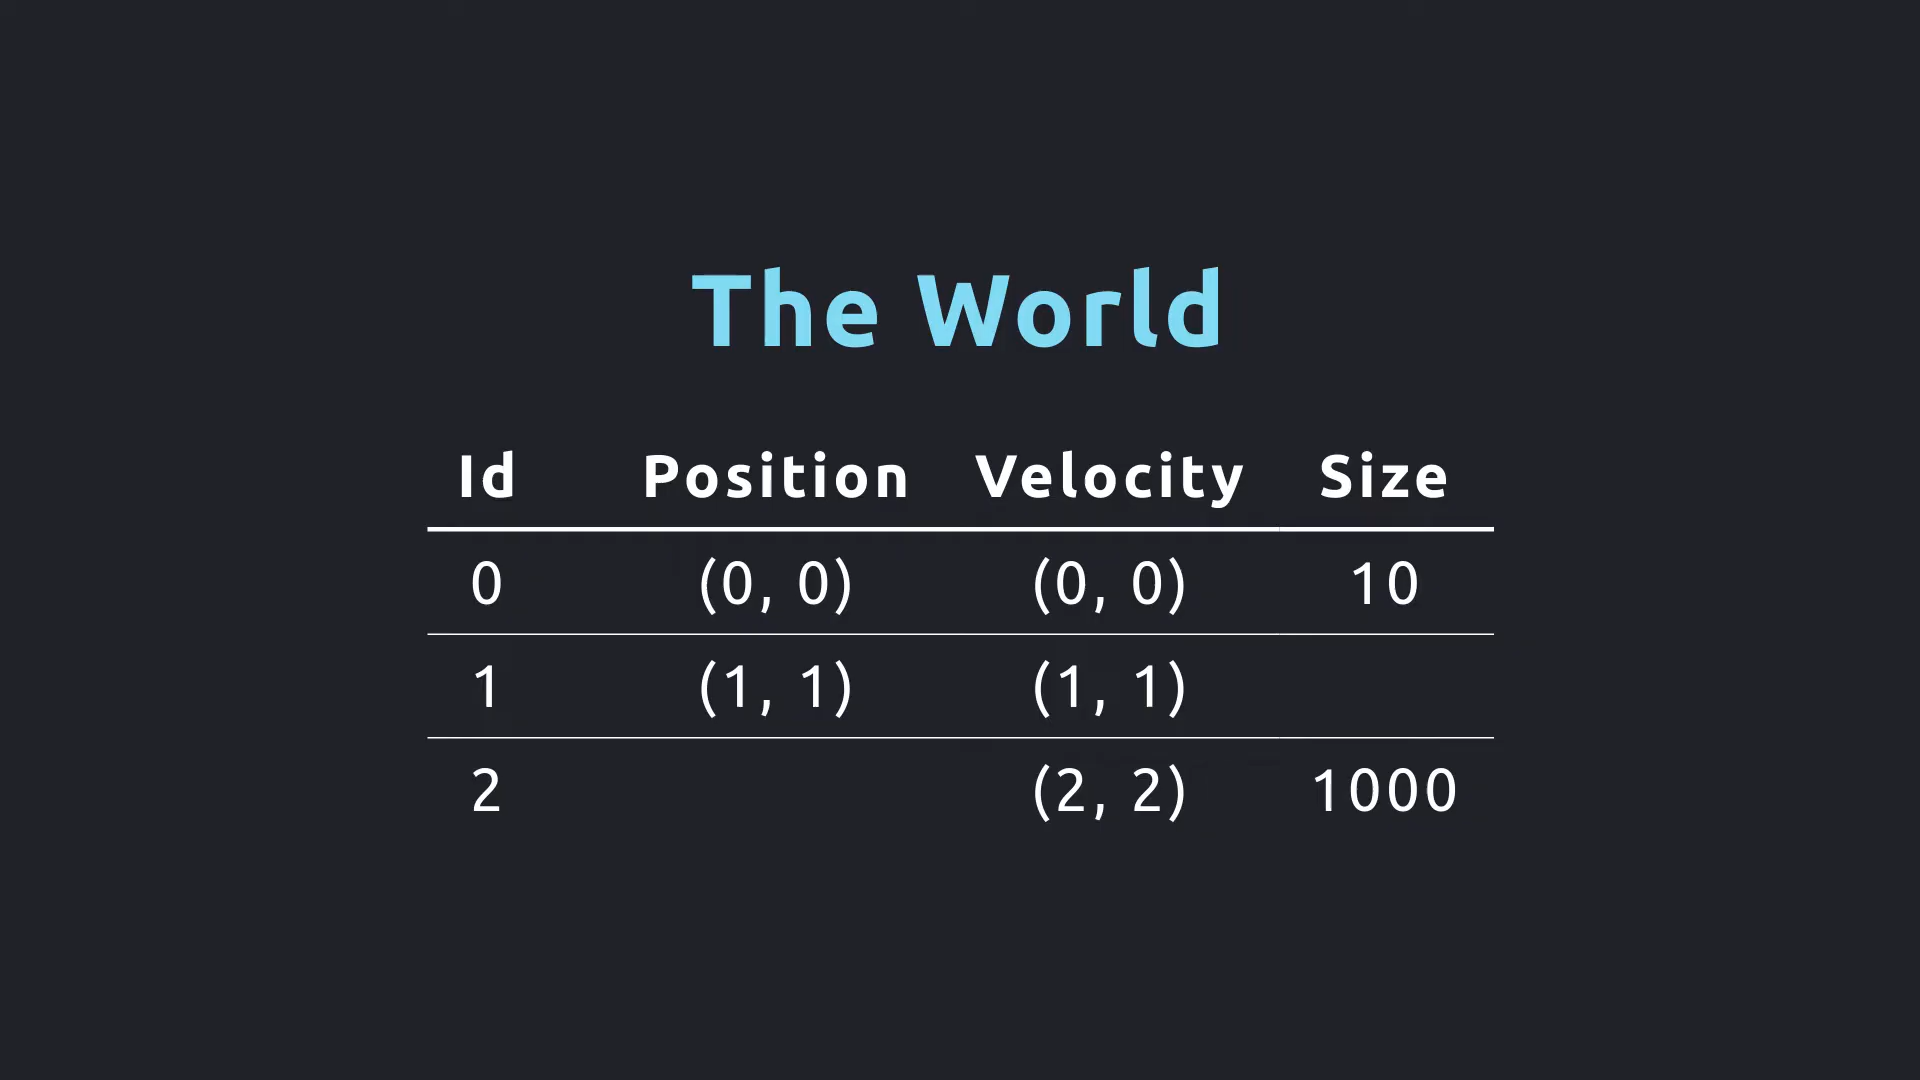 The World
Id Position Velocity Size
0 (0, 0) (0, 0) 10
1 (1, 1) (1, 1)
2 (2, 2) 1000